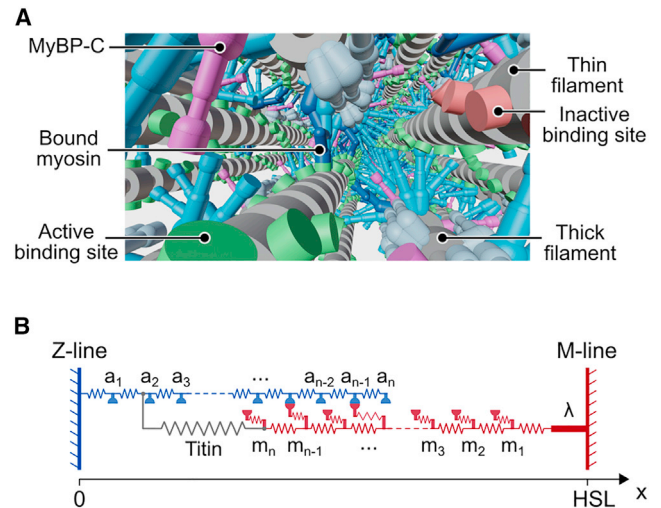 A
MyBP-C
Thin
filament
Inactive
binding site
Bound
myosin
Active
binding site
Thick
filament
B
Z-line
M-line
a1 a2 a3 ... an-2 an-1 an
λ
Titin
mn mn-1 ... m3 m2 m1
0
HSL
x